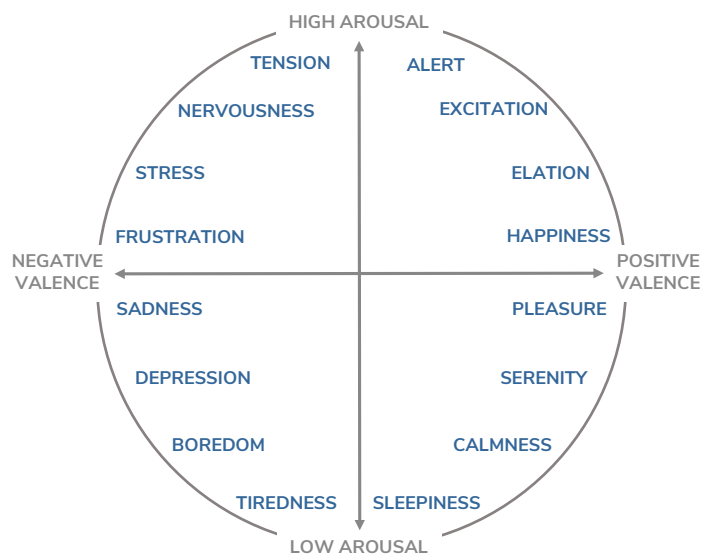 HIGH AROUSAL
TENSION
ALERT
NERVOUSNESS
EXCITATION
STRESS
ELATION
FRUSTRATION
HAPPINESS
NEGATIVE
VALENCE
POSITIVE
VALENCE
SADNESS
PLEASURE
DEPRESSION
SERENITY
BOREDOM
CALMNESS
TIREDNESS
SLEEPINESS
LOW AROUSAL